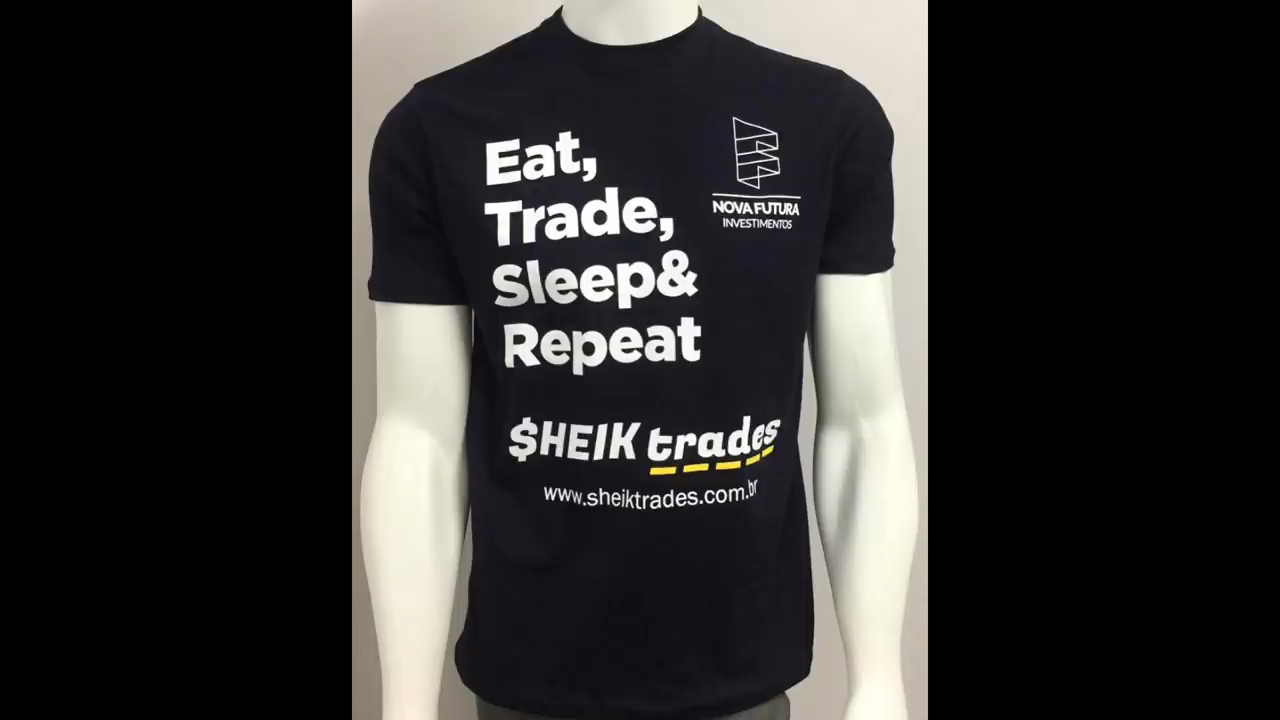 Eat,
Trade,
Sleep&
Repeat
NOVA FUTURA
INVESTIMENTOS
$HEIK trades
www.sheiktrades.com.br